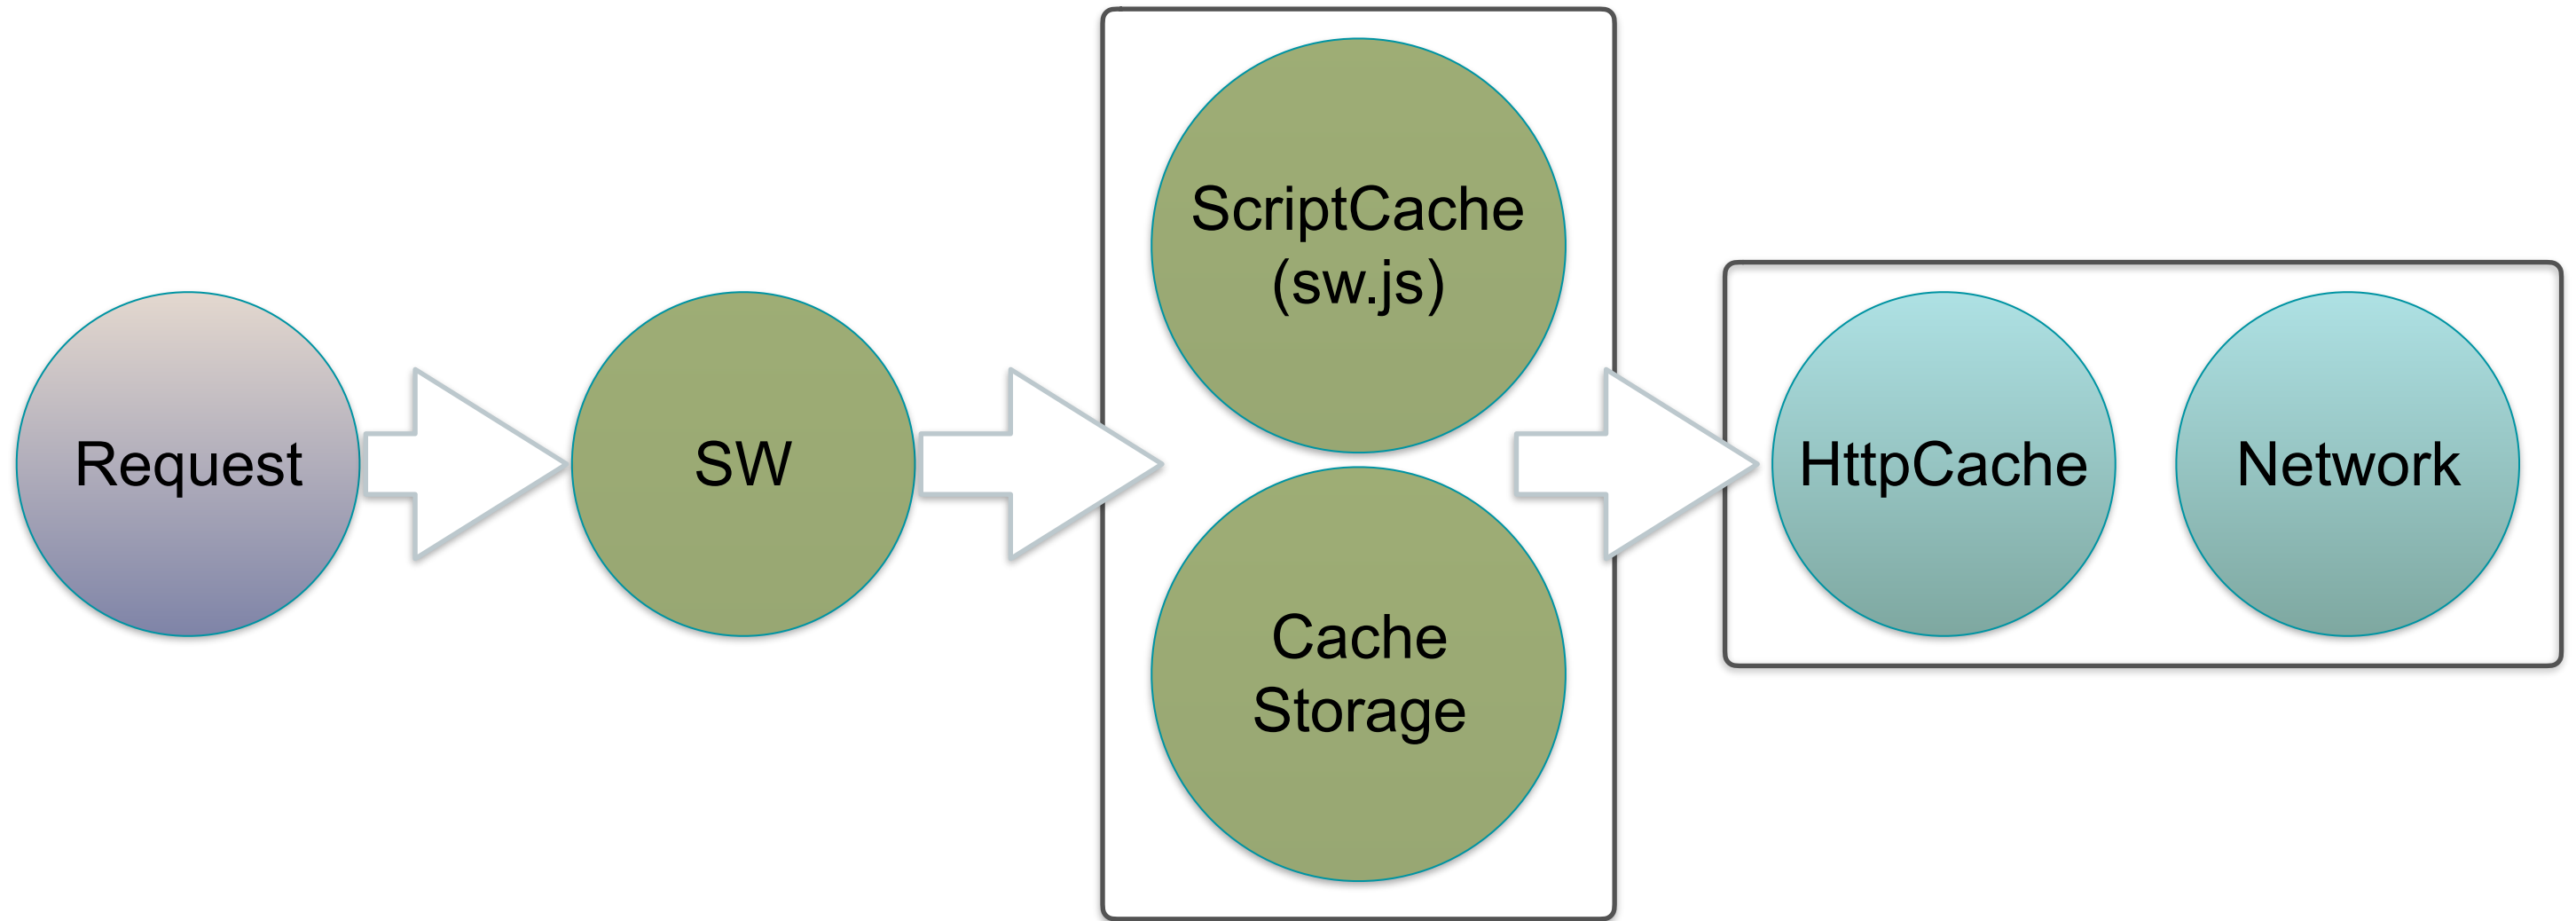 Request
SW
ScriptCache
(sw.js)
Cache
Storage
HttpCache
Network